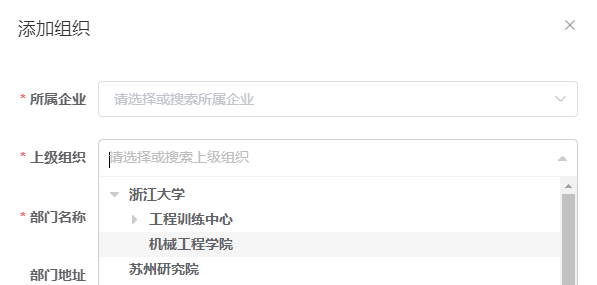 添加组织
* 所属企业 请选择或搜索所属企业
* 上级组织 请选择或搜索上级组织
浙江大学
* 部门名称 工程训练中心
机械工程学院
部门地址 苏州研究院